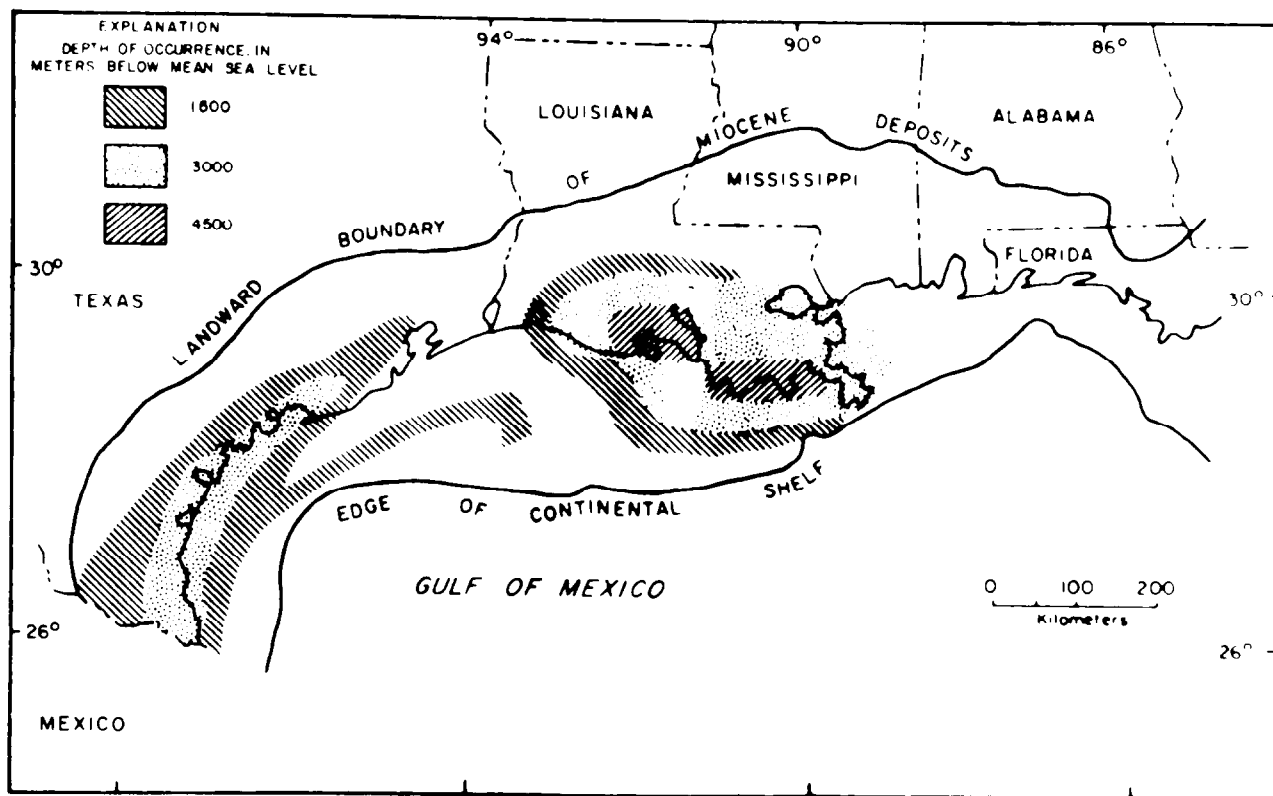 EXPLANATION
DEPTH OF OCCURRENCE, IN
METERS BELOW MEAN SEA LEVEL
1600
3000
4500
94°
90°
86°
LOUISIANA
ALABAMA
MISSISSIPPI
FLORIDA
TEXAS
LANDWARD BOUNDARY OF MIOCENE DEPOSITS
30°
30°
EDGE OF CONTINENTAL SHELF
GULF OF MEXICO
0 100 200
Kilometers
26°
26°
MEXICO